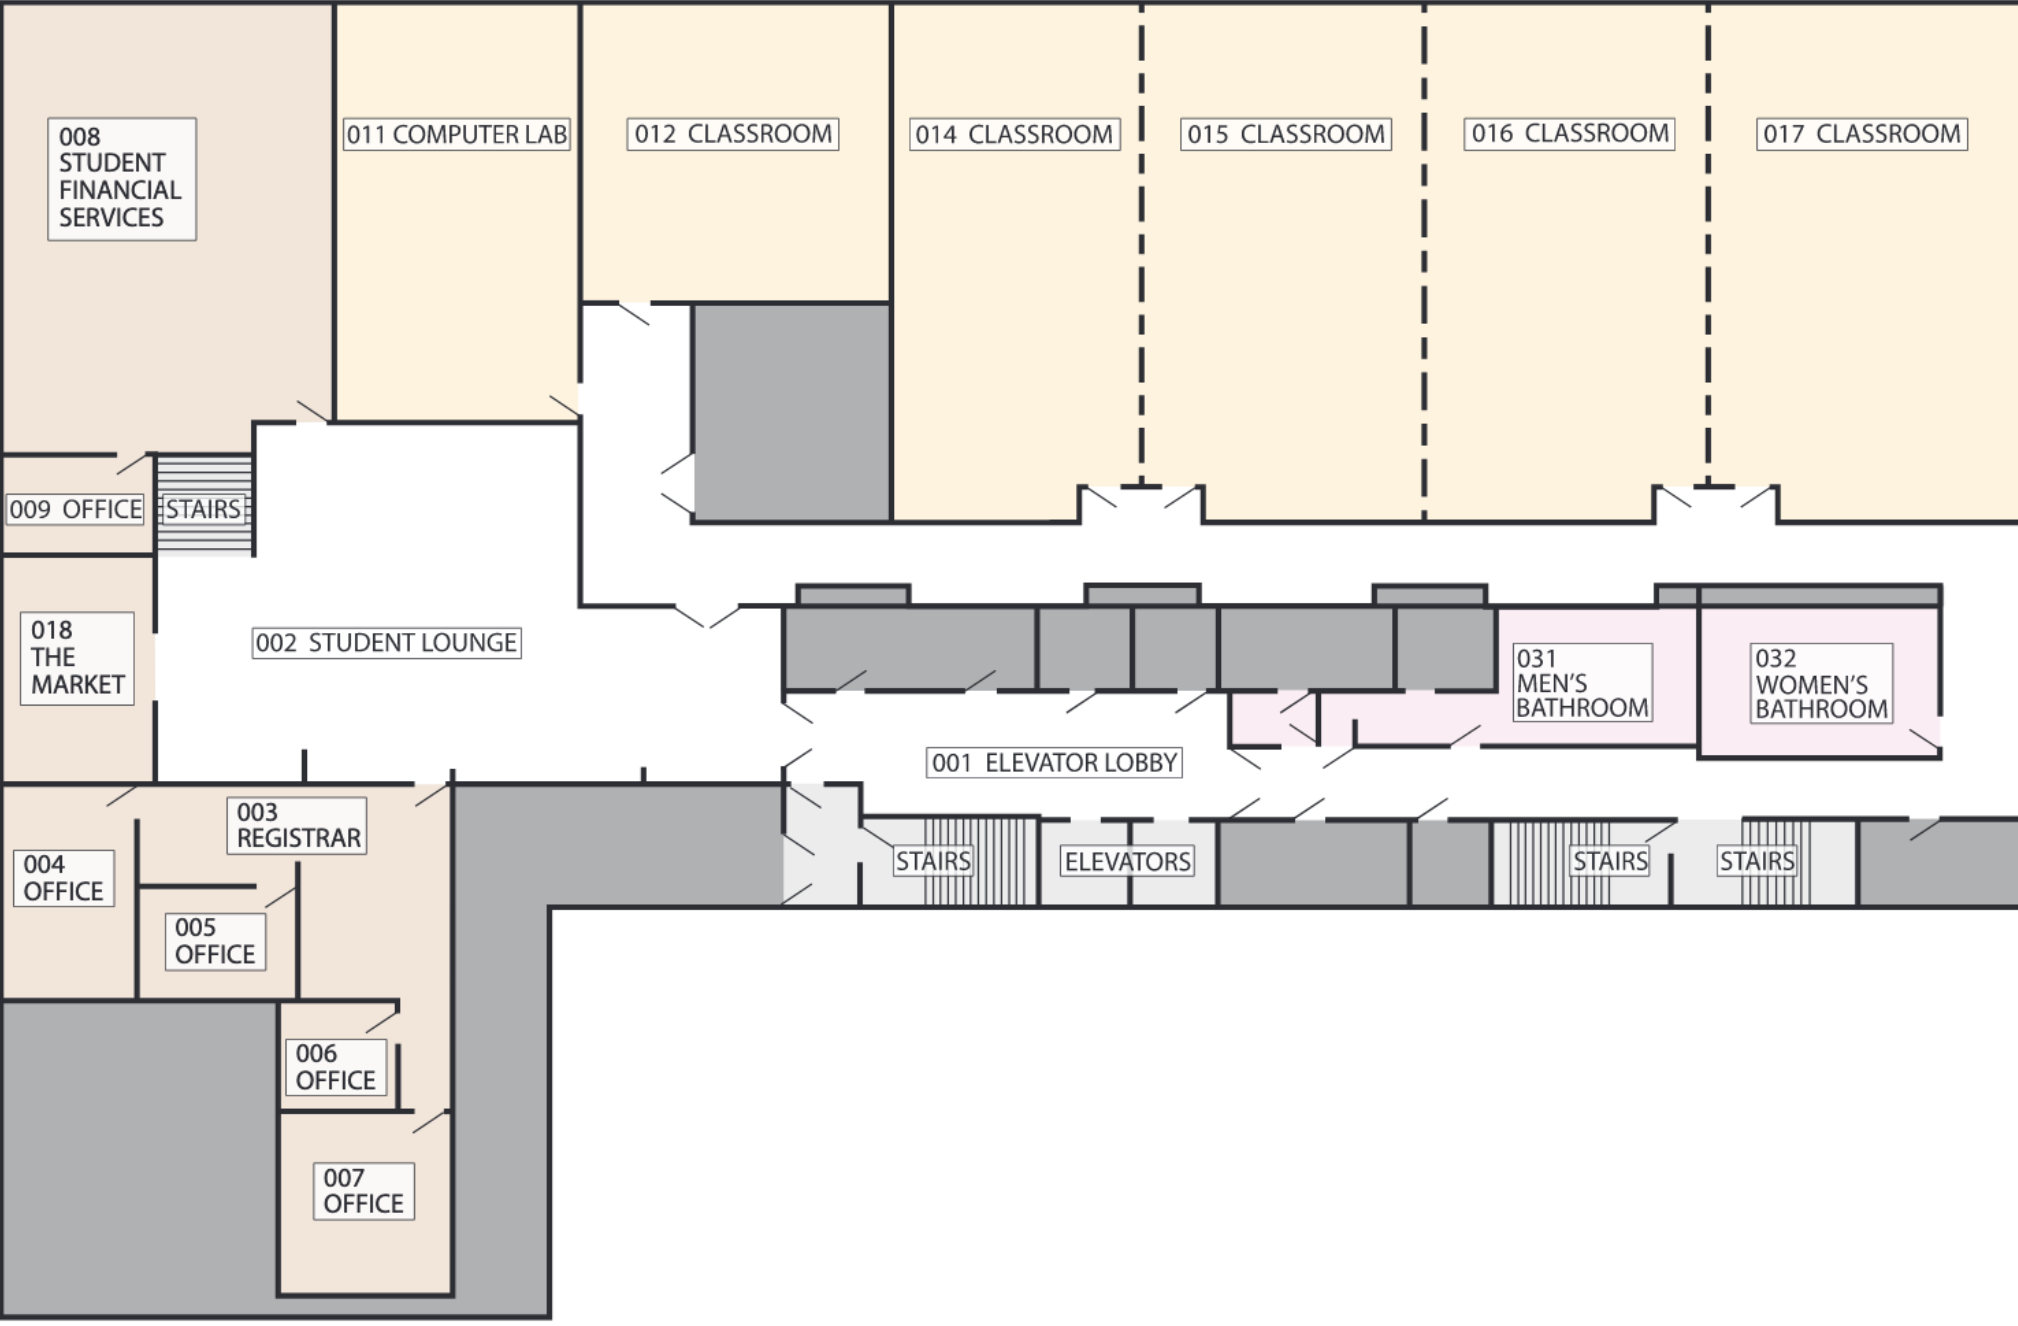 008
STUDENT
FINANCIAL
SERVICES
011 COMPUTER LAB
012 CLASSROOM
014 CLASSROOM
015 CLASSROOM
016 CLASSROOM
017 CLASSROOM
009 OFFICE
STAIRS
018
THE
MARKET
002 STUDENT LOUNGE
031
MEN'S
BATHROOM
032
WOMEN'S
BATHROOM
001 ELEVATOR LOBBY
003
REGISTRAR
004
OFFICE
STAIRS
ELEVATORS
STAIRS
STAIRS
005
OFFICE
006
OFFICE
007
OFFICE